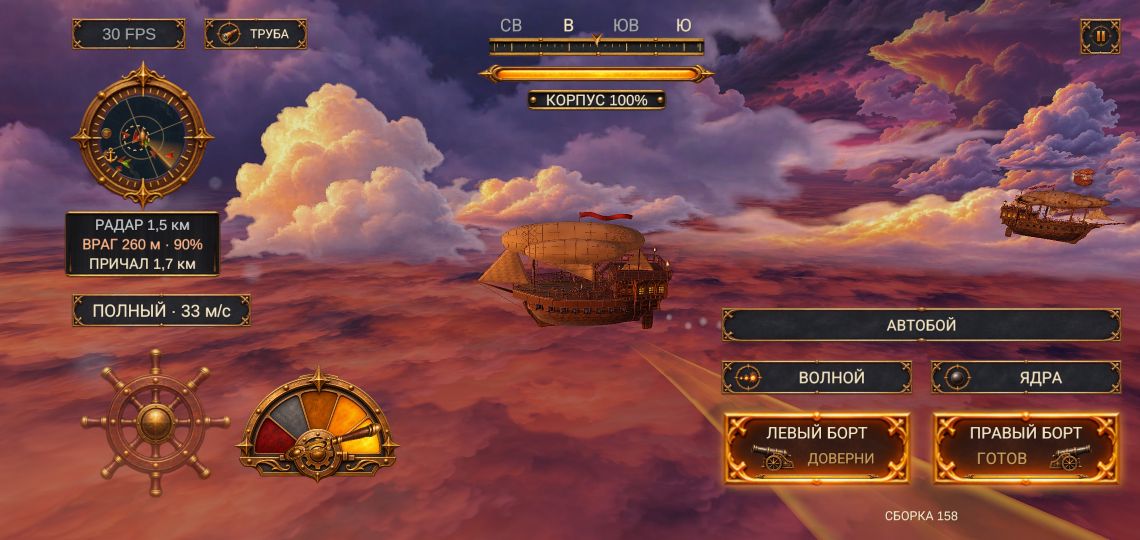 30 FPS
ТРУБА
СВ В ЮВ Ю
КОРПУС 100%
РАДАР 1,5 км
ВРАГ 260 м · 90%
ПРИЧАЛ 1,7 км
ПОЛНЫЙ · 33 м/с
АВТОБОЙ
ВОЛНОЙ
ЯДРА
ЛЕВЫЙ БОРТ
ДОВЕРНИ
ПРАВЫЙ БОРТ
ГОТОВ
СБОРКА 158